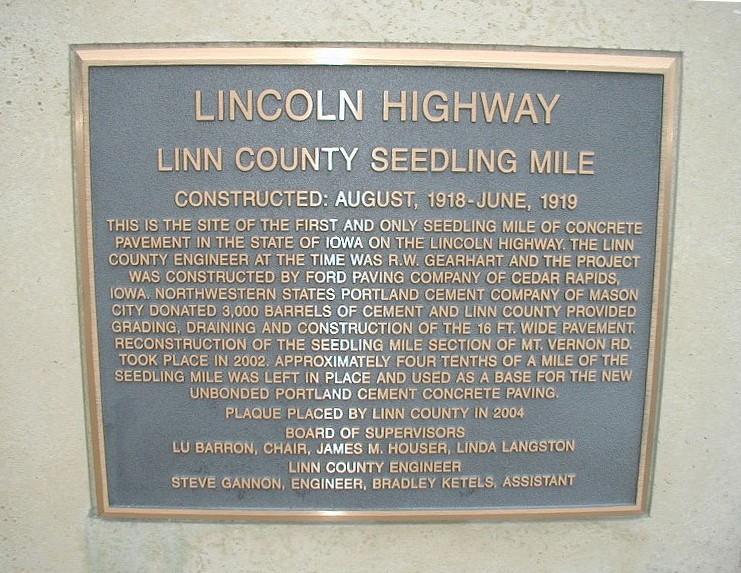 LINCOLN HIGHWAY
LINN COUNTY SEEDLING MILE
CONSTRUCTED: AUGUST, 1918-JUNE, 1919
THIS IS THE SITE OF THE FIRST AND ONLY SEEDLING MILE OF CONCRETE
PAVEMENT IN THE STATE OF IOWA ON THE LINCOLN HIGHWAY. THE LINN
COUNTY ENGINEER AT THE TIME WAS R.W. GEARHART AND THE PROJECT
WAS CONSTRUCTED BY FORD PAVING COMPANY OF CEDAR RAPIDS,
IOWA. NORTHWESTERN STATES PORTLAND CEMENT COMPANY OF MASON
CITY DONATED 3,000 BARRELS OF CEMENT AND LINN COUNTY PROVIDED
GRADING, DRAINING AND CONSTRUCTION OF THE 16 FT. WIDE PAVEMENT.
RECONSTRUCTION OF THE SEEDLING MILE SECTION OF MT. VERNON RD.
TOOK PLACE IN 2002. APPROXIMATELY FOUR TENTHS OF A MILE OF THE
SEEDLING MILE WAS LEFT IN PLACE AND USED AS A BASE FOR THE NEW
UNBONDED PORTLAND CEMENT CONCRETE PAVING.
PLAQUE PLACED BY LINN COUNTY IN 2004
BOARD OF SUPERVISORS
LU BARRON, CHAIR, JAMES M. HOUSER, LINDA LANGSTON
LINN COUNTY ENGINEER
STEVE GANNON, ENGINEER, BRADLEY KETELS, ASSISTANT